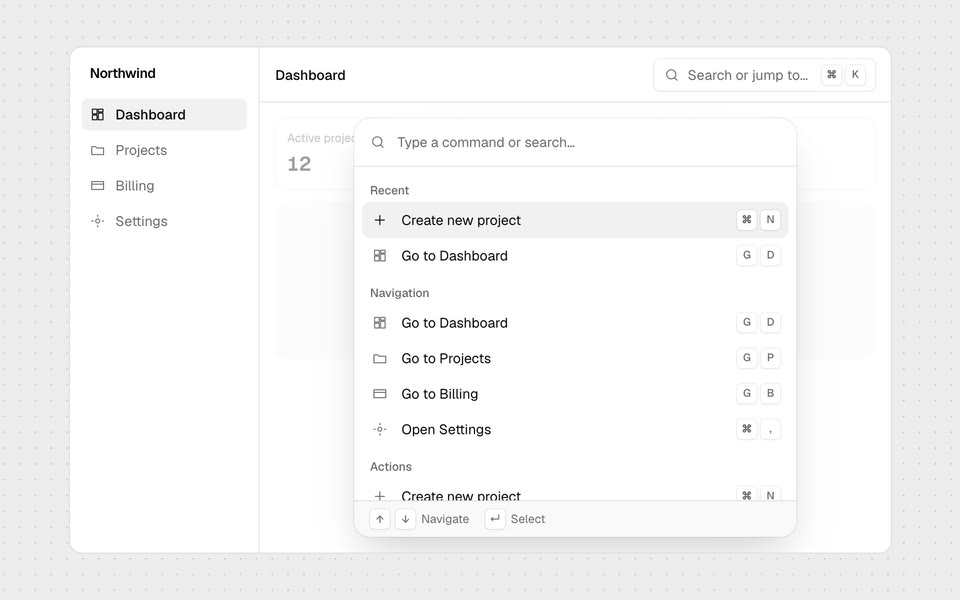 Northwind
Dashboard
Projects
Billing
Settings
Dashboard
Search or jump to... ⌘ K
Active projec
12
Type a command or search...
Recent
Create new project ⌘ N
Go to Dashboard G D
Navigation
Go to Dashboard G D
Go to Projects G P
Go to Billing G B
Open Settings ⌘ ,
Actions
Create new project ⌘ N
↑ ↓ Navigate ↵ Select